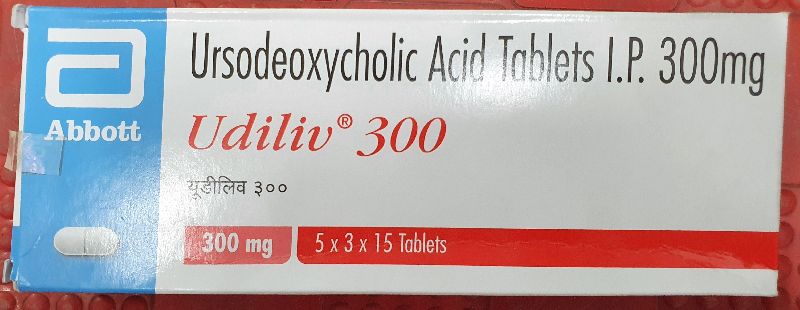 Abbott
Ursodeoxycholic Acid Tablets I.P. 300mg
Udiliv® 300
यूडीलिव ३००
300 mg
5 x 3 x 15 Tablets